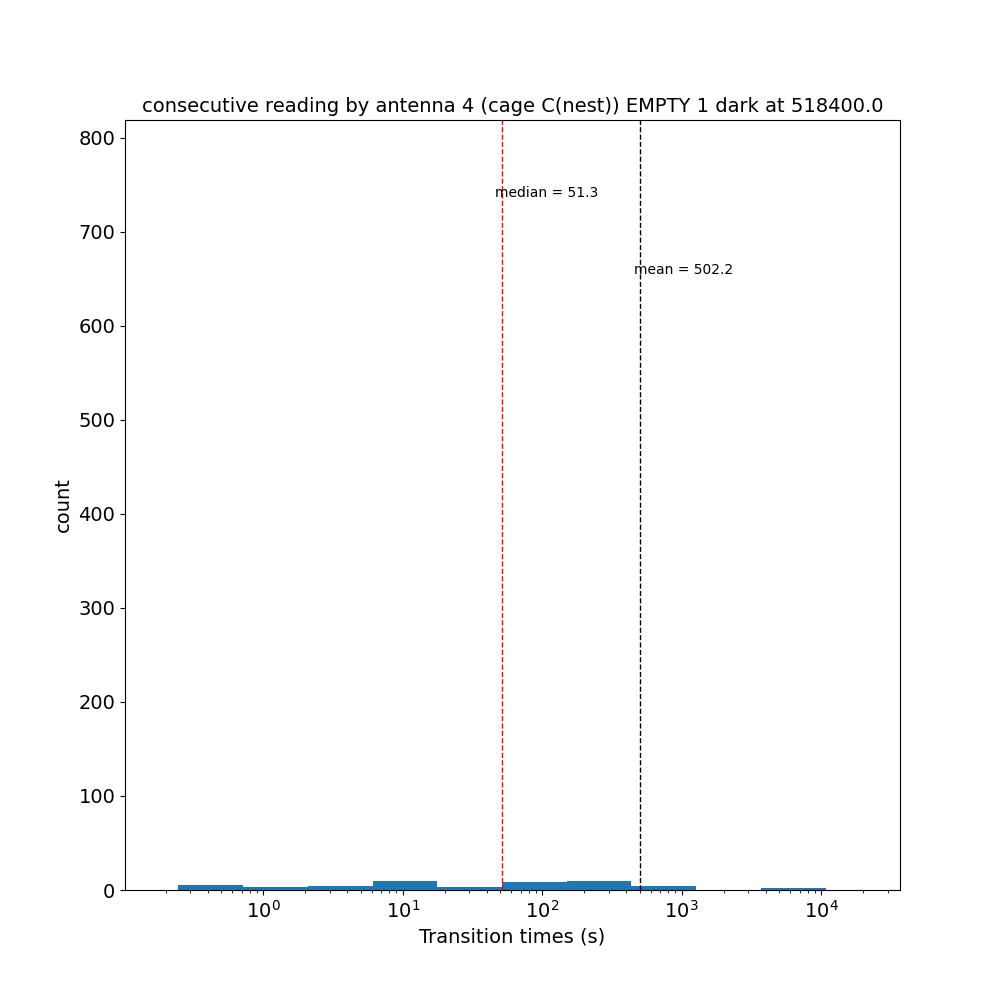 consecutive reading by antenna 4 (cage C(nest)) EMPTY 1 dark at 518400.0
800
median = 51.3
700
mean = 502.2
600
500
count
400
300
200
100
0
10⁰ 10¹ 10² 10³ 10⁴
Transition times (s)